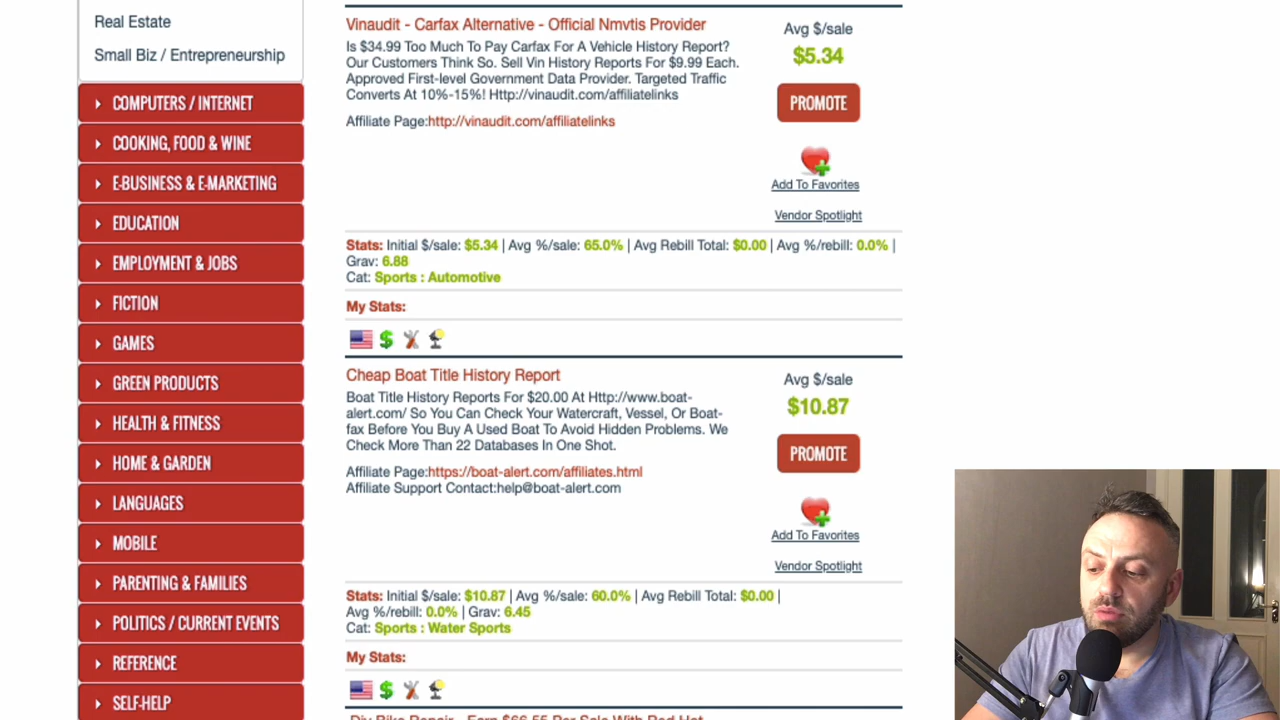 Real Estate
Small Biz / Entrepreneurship
COMPUTERS / INTERNET
COOKING, FOOD & WINE
E-BUSINESS & E-MARKETING
EDUCATION
EMPLOYMENT & JOBS
FICTION
GAMES
GREEN PRODUCTS
HEALTH & FITNESS
HOME & GARDEN
LANGUAGES
MOBILE
PARENTING & FAMILIES
POLITICS / CURRENT EVENTS
REFERENCE
SELF-HELP
Vinaudit - Carfax Alternative - Official Nmvtis Provider
Is $34.99 Too Much To Pay Carfax For A Vehicle History Report?
Our Customers Think So. Sell Vin History Reports For $9.99 Each.
Approved First-level Government Data Provider. Targeted Traffic
Converts At 10%-15%! Http://vinaudit.com/affiliatelinks
Affiliate Page:http://vinaudit.com/affiliatelinks
Avg $/sale
$5.34
PROMOTE
Add To Favorites
Vendor Spotlight
Stats: Initial $/sale: $5.34 | Avg %/sale: 65.0% | Avg Rebill Total: $0.00 | Avg %/rebill: 0.0% |
Grav: 6.88
Cat: Sports : Automotive
My Stats:
Cheap Boat Title History Report
Boat Title History Reports For $20.00 At Http://www.boat-
alert.com/ So You Can Check Your Watercraft, Vessel, Or Boat-
fax Before You Buy A Used Boat To Avoid Hidden Problems. We
Check More Than 22 Databases In One Shot.
Affiliate Page:https://boat-alert.com/affiliates.html
Affiliate Support Contact:help@boat-alert.com
Avg $/sale
$10.87
PROMOTE
Add To Favorites
Vendor Spotlight
Stats: Initial $/sale: $10.87 | Avg %/sale: 60.0% | Avg Rebill Total: $0.00 |
Avg %/rebill: 0.0% | Grav: 6.45
Cat: Sports : Water Sports
My Stats:
Diy Bike Repair - Earn $66.55 Per Sale With Red Hot